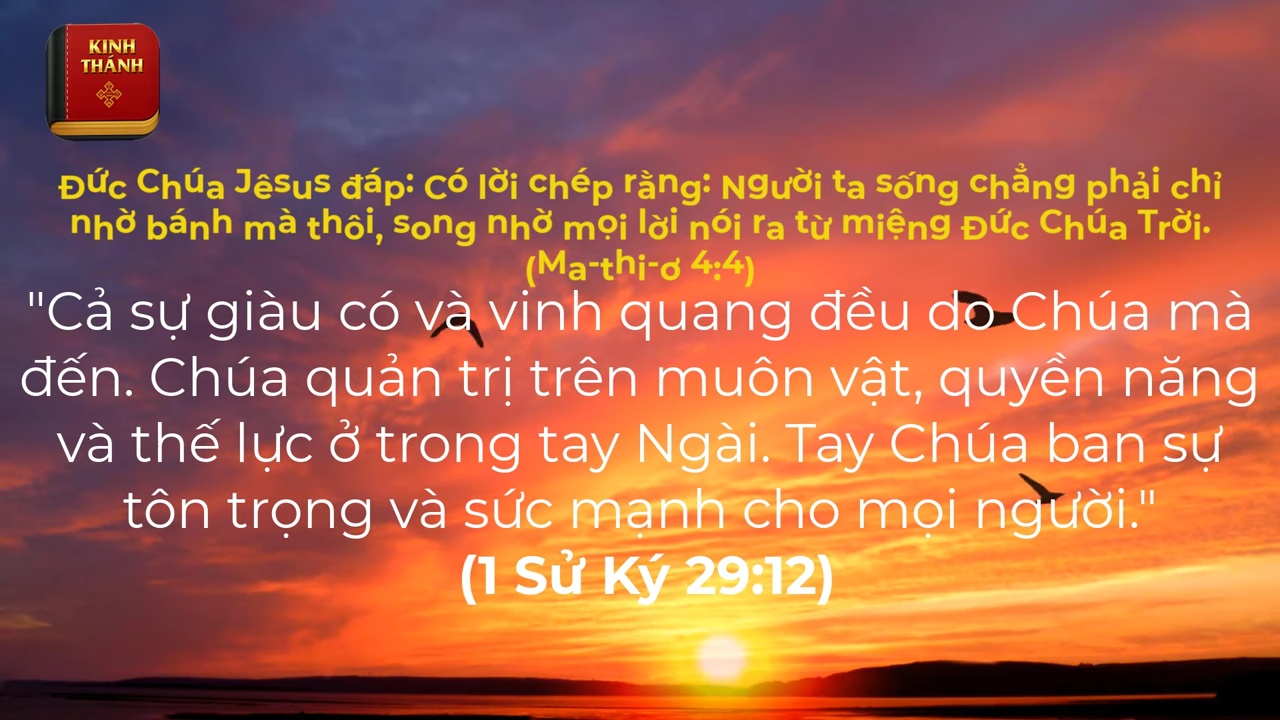 KINH
THÁNH
Đức Chúa Jêsus đáp: Có lời chép rằng: Người ta sống chẳng phải chỉ
nhờ bánh mà thôi, song nhờ mọi lời nói ra từ miệng Đức Chúa Trời.
(Ma-thi-ơ 4:4)
"Cả sự giàu có và vinh quang đều do Chúa mà
đến. Chúa quản trị trên muôn vật, quyền năng
và thế lực ở trong tay Ngài. Tay Chúa ban sự
tôn trọng và sức mạnh cho mọi người."
(1 Sử Ký 29:12)